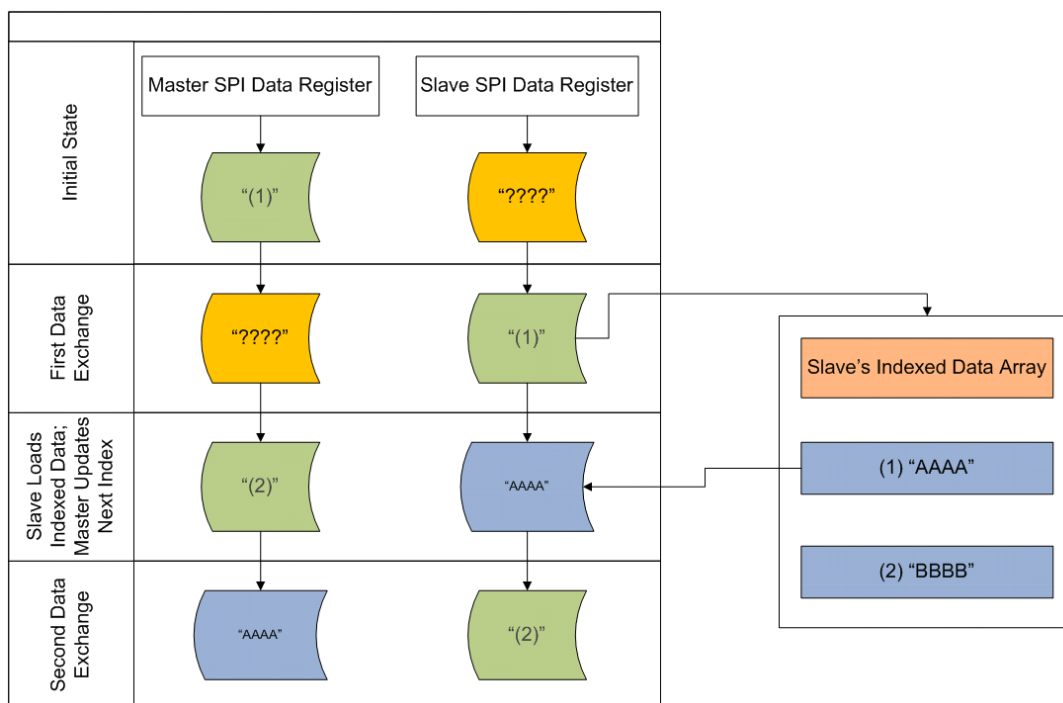 Master SPI Data Register
Slave SPI Data Register
Initial State
“(1)”
“????”
First Data
Exchange
“????”
“(1)”
Slave’s Indexed Data Array
Slave Loads
Indexed Data;
Master Updates
Next Index
“(2)”
“AAAA”
(1) “AAAA”
(2) “BBBB”
Second Data
Exchange
“AAAA”
“(2)”